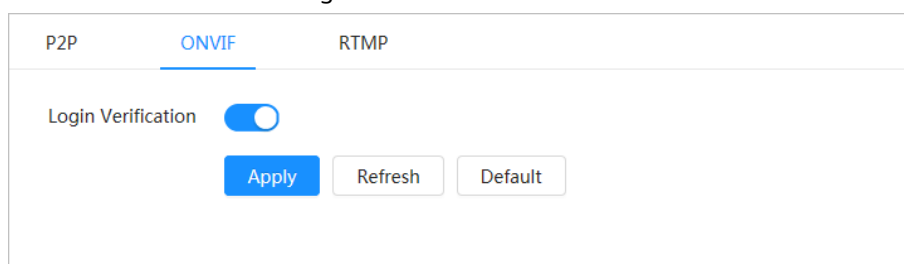 P2P ONVIF RTMP
Login Verification
Apply Refresh Default